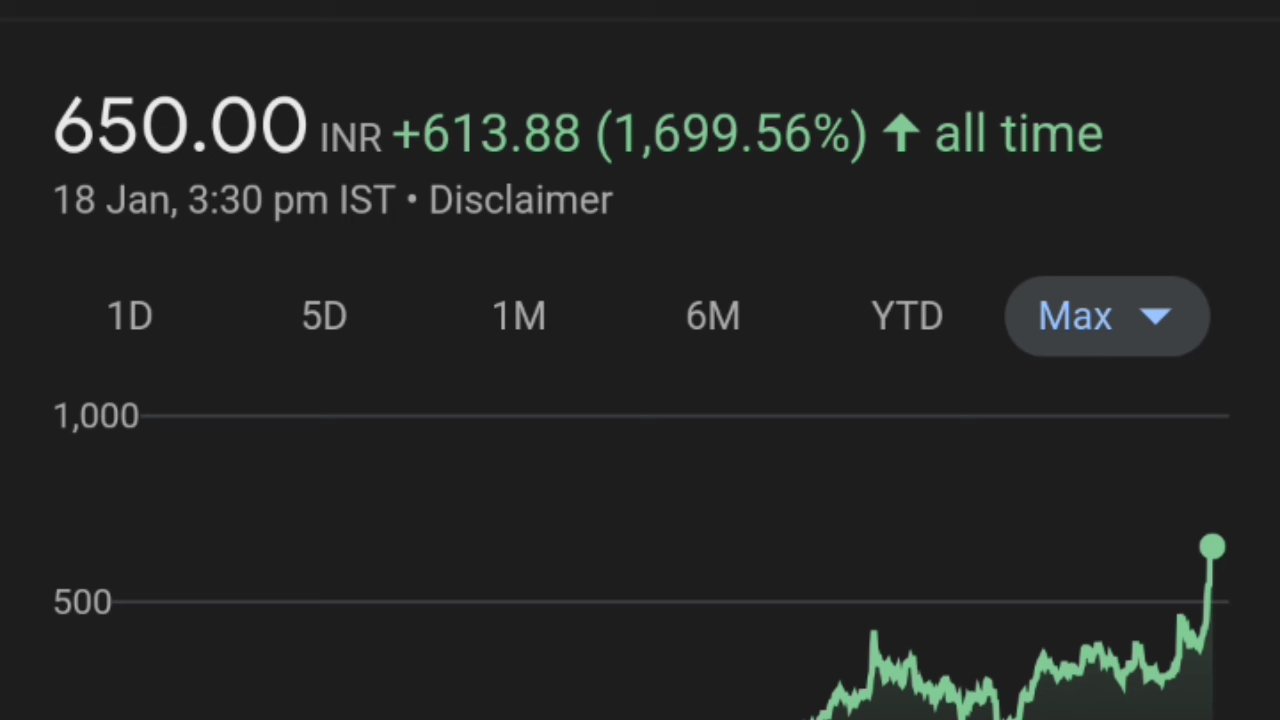 650.00 INR +613.88 (1,699.56%) ↑ all time
18 Jan, 3:30 pm IST • Disclaimer
1D 5D 1M 6M YTD Max
1,000
500